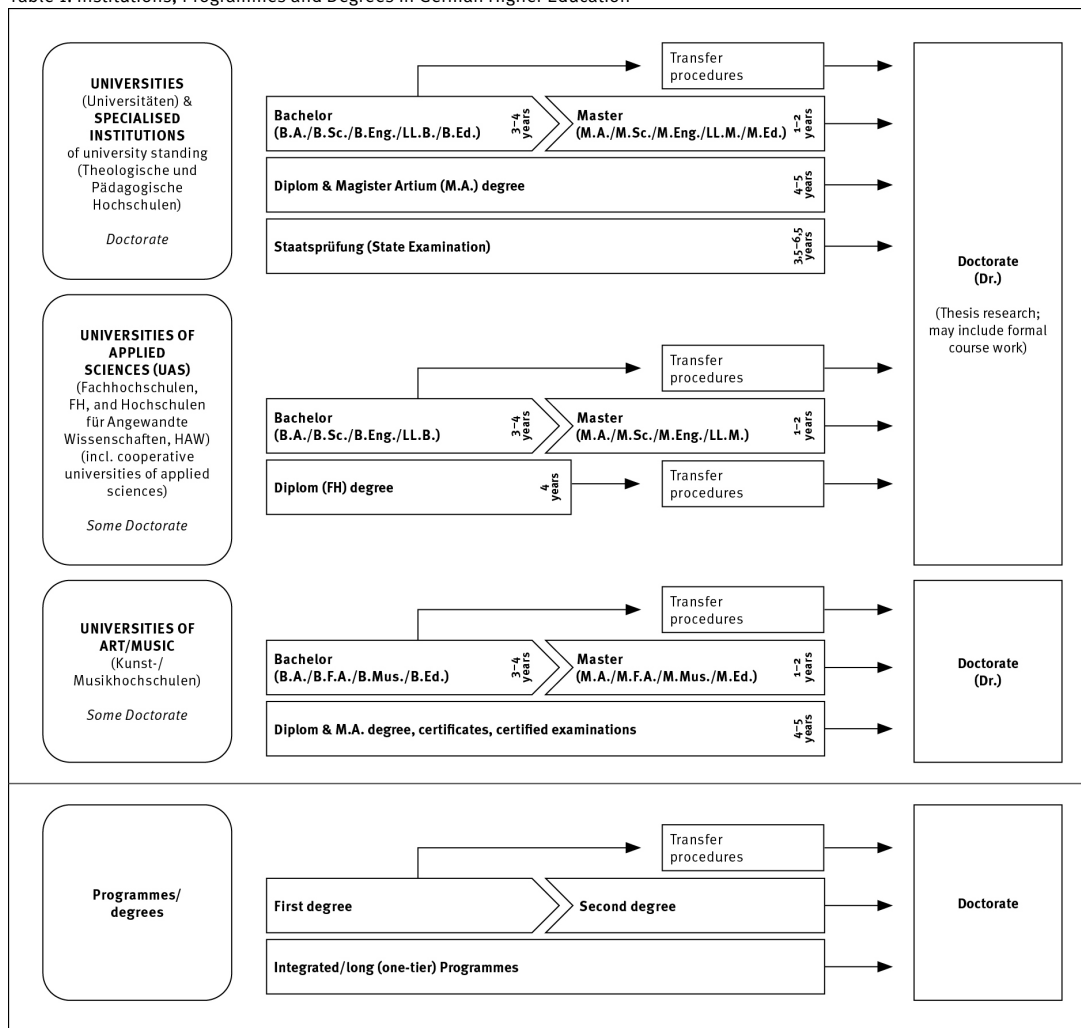 Table 1: Institutions, Programmes and Degrees in German Higher Education
UNIVERSITIES
(Universitäten) &
SPECIALISED
INSTITUTIONS
of university standing
(Theologische und
Pädagogische
Hochschulen)
Doctorate
Transfer
procedures
Bachelor
(B.A./B.Sc./B.Eng./LL.B./B.Ed.)
3–4
years
Master
(M.A./M.Sc./M.Eng./LL.M./M.Ed.)
1–2
years
Diplom & Magister Artium (M.A.) degree
4–5
years
Staatsprüfung (State Examination)
3,5–6,5
years
Doctorate
(Dr.)
(Thesis research;
may include formal
course work)
UNIVERSITIES OF
APPLIED
SCIENCES (UAS)
(Fachhochschulen,
FH, and Hochschulen
für Angewandte
Wissenschaften, HAW)
(incl. cooperative
universities of applied
sciences)
Some Doctorate
Transfer
procedures
Bachelor
(B.A./B.Sc./B.Eng./LL.B.)
3–4
years
Master
(M.A./M.Sc./M.Eng./LL.M.)
1–2
years
Diplom (FH) degree
4
years
Transfer
procedures
UNIVERSITIES OF
ART/MUSIC
(Kunst-/
Musikhochschulen)
Some Doctorate
Transfer
procedures
Bachelor
(B.A./B.F.A./B.Mus./B.Ed.)
3–4
years
Master
(M.A./M.F.A./M.Mus./M.Ed.)
1–2
years
Diplom & M.A. degree, certificates, certified examinations
4–5
years
Doctorate
(Dr.)
Programmes/
degrees
Transfer
procedures
First degree
Second degree
Integrated/long (one-tier) Programmes
Doctorate